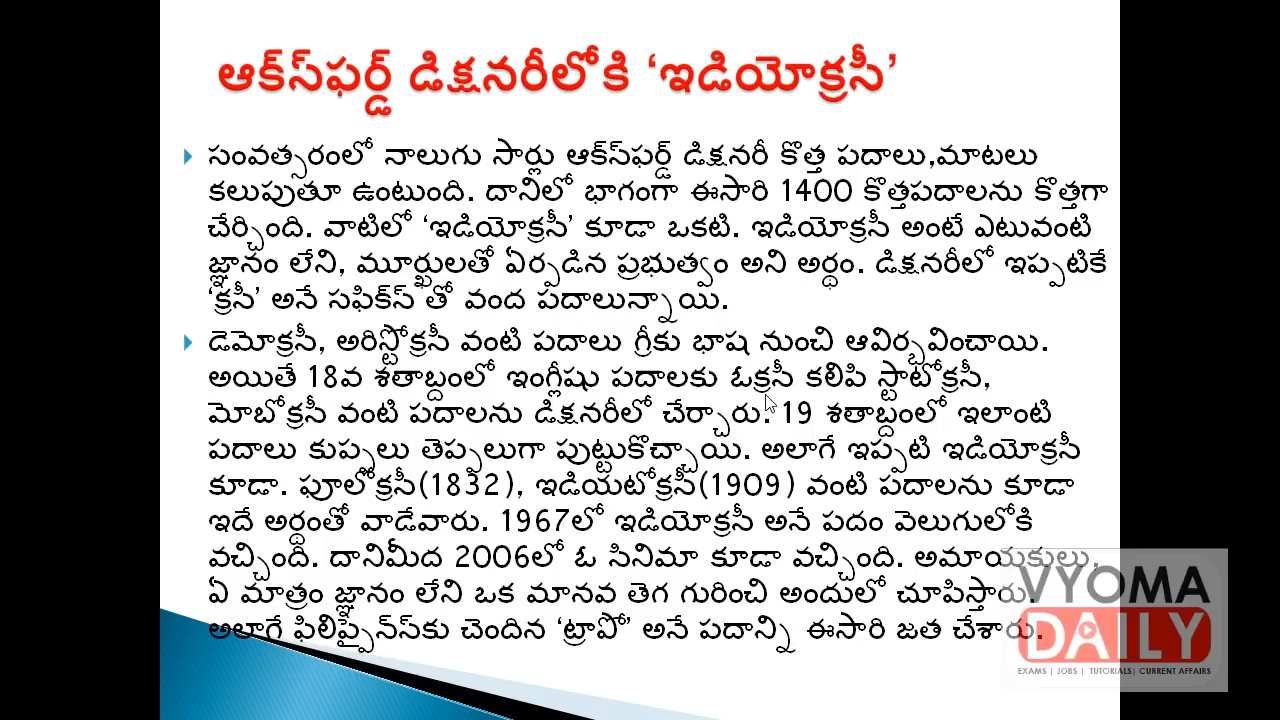 ఆక్స్‌ఫర్డ్ డిక్షనరీలోకి ‘ఇడియోక్రసీ’
సంవత్సరంలో నాలుగు సార్లు ఆక్స్‌ఫర్డ్ డిక్షనరీ కొత్త పదాలు,మాటలు
కలుపుతూ ఉంటుంది. దానిలో భాగంగా ఈసారి 1400 కొత్తపదాలను కొత్తగా
చేర్చింది. వాటిలో ‘ఇడియోక్రసీ’ కూడా ఒకటి. ఇడియోక్రసీ అంటే ఎటువంటి
జ్ఞానం లేని, మూర్ఖులతో ఏర్పడిన ప్రభుత్వం అని అర్థం. డిక్షనరీలో ఇప్పటికే
‘క్రసీ’ అనే సఫిక్స్ తో వంద పదాలున్నాయి.
డెమోక్రసీ, అరిస్టోక్రసీ వంటి పదాలు గ్రీకు భాష నుంచి ఆవిర్భవించాయి.
అయితే 18వ శతాబ్దంలో ఇంగ్లీషు పదాలకు ఓక్రసీ కలిపి స్టాటోక్రసీ,
మోబోక్రసీ వంటి పదాలను డిక్షనరీలో చేర్చారు. 19 శతాబ్దంలో ఇలాంటి
పదాలు కుప్పలు తెప్పలుగా పుట్టుకొచ్చాయి. అలాగే ఇప్పటి ఇడియోక్రసీ
కూడా. ఫూలోక్రసీ(1832), ఇడియటోక్రసీ(1909) వంటి పదాలను కూడా
ఇదే అర్థంతో వాడేవారు. 1967లో ఇడియోక్రసీ అనే పదం వెలుగులోకి
వచ్చింది. దానిమీద 2006లో ఓ సినిమా కూడా వచ్చింది. అమాయకులు,
ఏ మాత్రం జ్ఞానం లేని ఒక మానవ తెగ గురించి అందులో చూపిస్తారు.
అలాగే ఫిలిప్పైన్స్‌కు చెందిన ‘ట్రాపో’ అనే పదాన్ని ఈసారి జత చేశారు.
VYOMA
DAILY
EXAMS | JOBS | TUTORIALS| CURRENT AFFAIRS